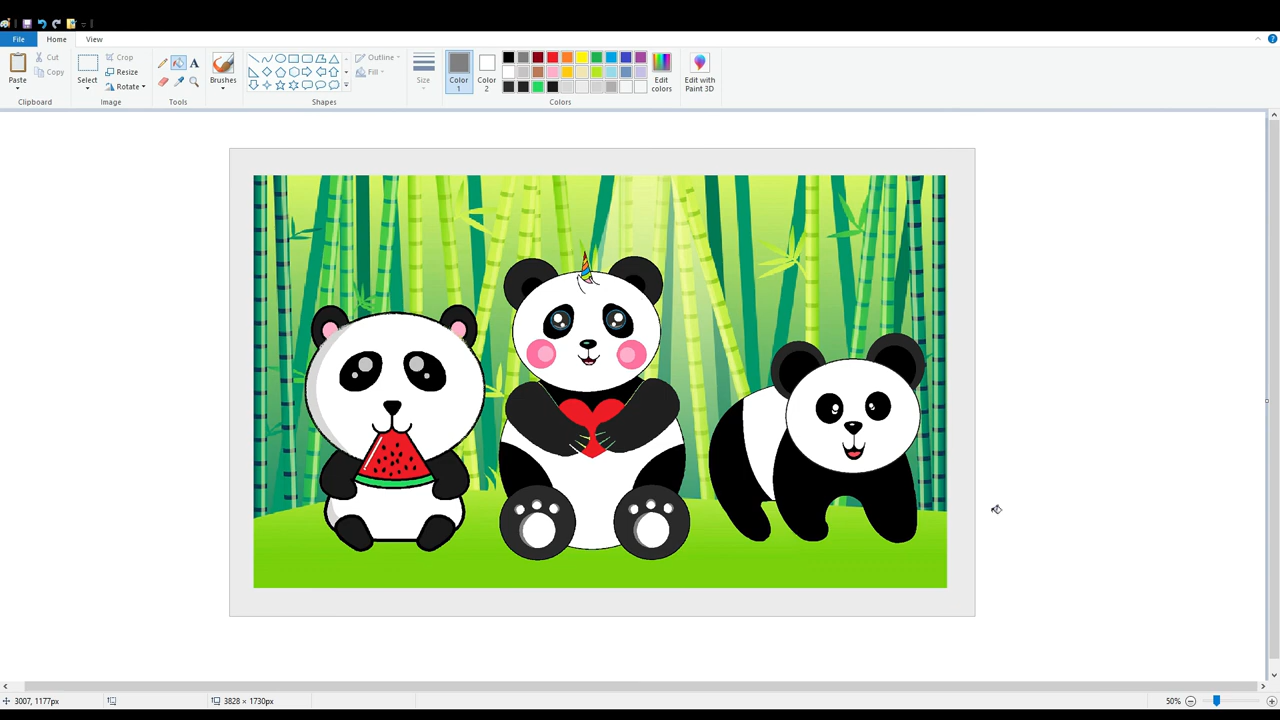 File Home View
Paste
Cut
Copy
Clipboard
Select
Crop
Resize
Rotate
Image
A
Tools
Brushes
Outline
Fill
Shapes
Size
Color
1
Color
2
Edit
colors
Colors
Edit with
Paint 3D
3007, 1177px
3828 × 1730px
50%